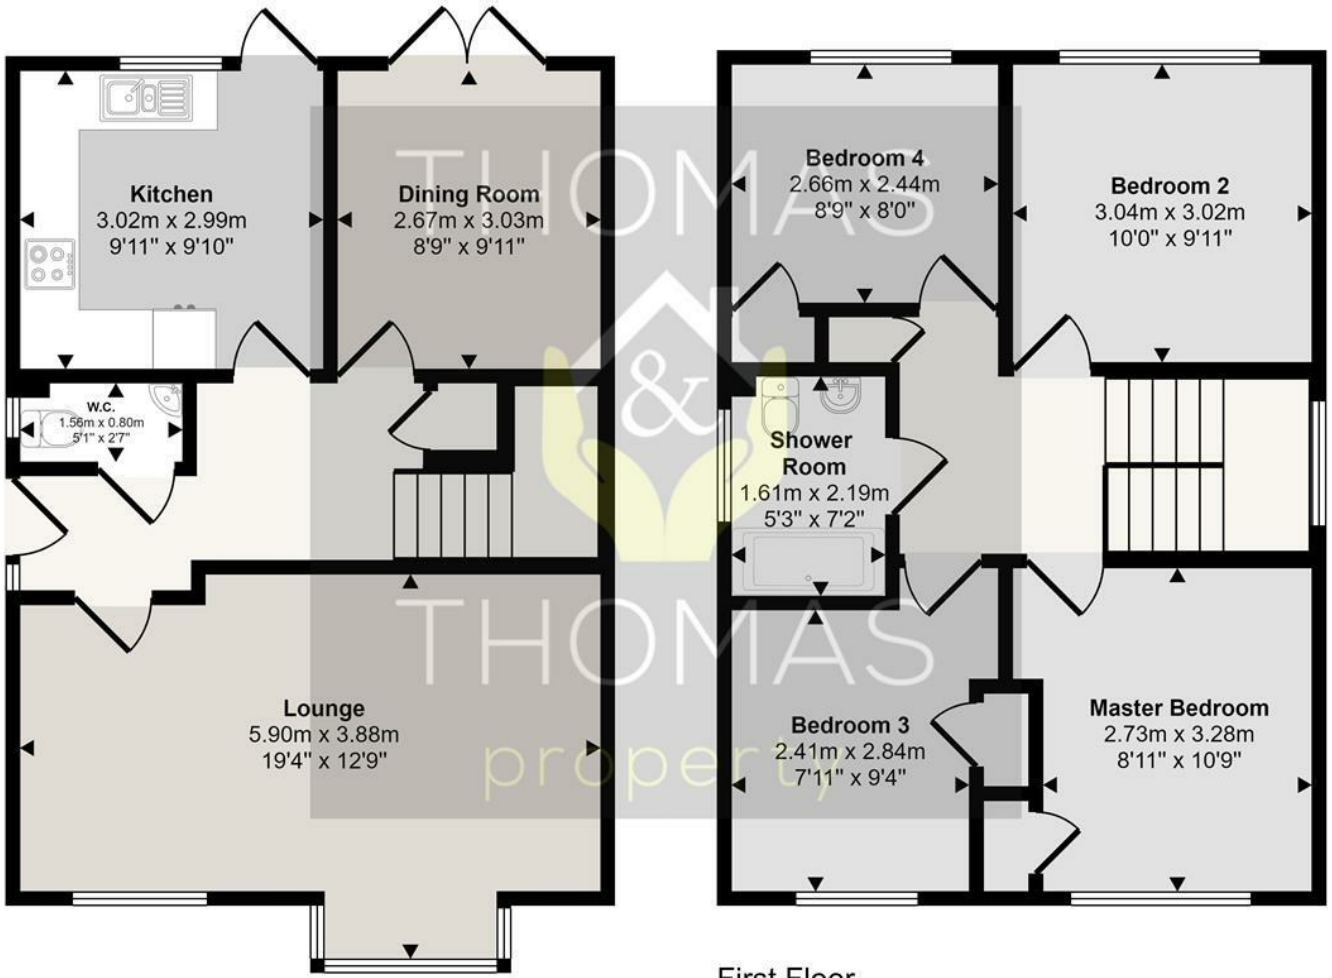 Kitchen
3.02m x 2.99m
9'11" x 9'10"
Dining Room
2.67m x 3.03m
8'9" x 9'11"
W.C.
1.56m x 0.80m
5'1" x 2'7"
Lounge
5.90m x 3.88m
19'4" x 12'9"
Bedroom 4
2.66m x 2.44m
8'9" x 8'0"
Bedroom 2
3.04m x 3.02m
10'0" x 9'11"
Shower
Room
1.61m x 2.19m
5'3" x 7'2"
Bedroom 3
2.41m x 2.84m
7'11" x 9'4"
Master Bedroom
2.73m x 3.28m
8'11" x 10'9"
THOMAS
&
THOMAS
property
First Floor